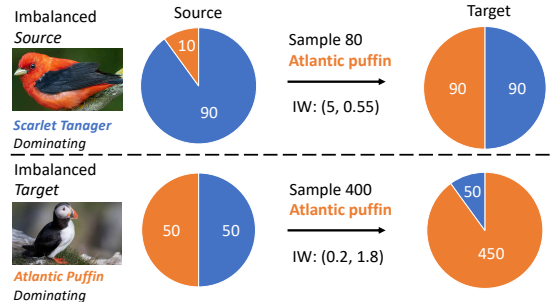 Imbalanced
Source
Source
Target
10
90
Sample 80
Atlantic puffin
IW: (5, 0.55)
90
90
Scarlet Tanager
Dominating
Imbalanced
Target
50
50
Sample 400
Atlantic puffin
IW: (0.2, 1.8)
50
450
Atlantic Puffin
Dominating